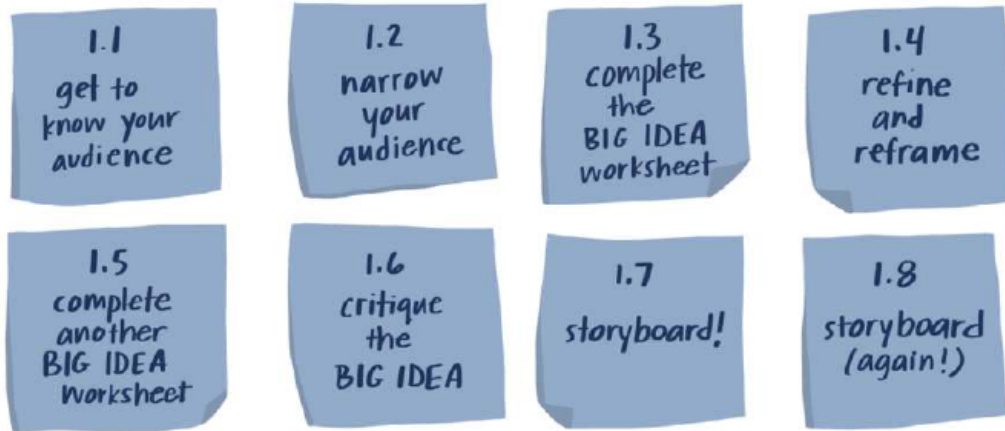 1.1
get to
know your
audience
1.2
narrow
your
audience
1.3
complete
the
BIG IDEA
worksheet
1.4
refine
and
reframe
1.5
complete
another
BIG IDEA
worksheet
1.6
critique
the
BIG IDEA
1.7
storyboard!
1.8
storyboard
(again!)